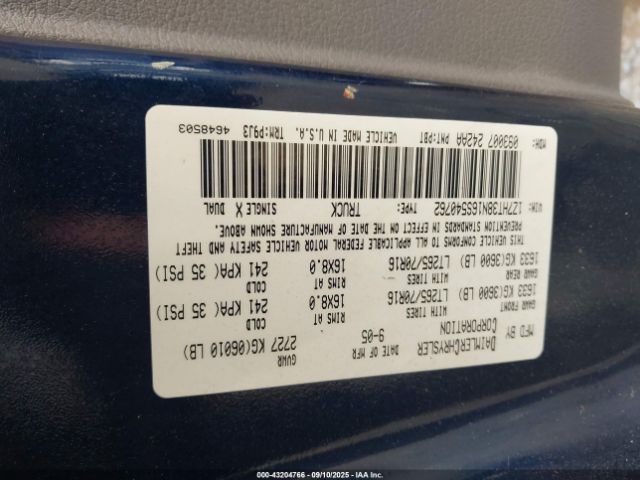 MFD BY DAIMLERCHRYSLER CORPORATION
DATE OF MFR 9-05
GVWR 2727 KG(06010 LB)
GAWR FRONT WITH TIRES RIMS AT COLD
1633 KG(3600 LB) LT265/70R16 16X8.0 241 KPA(35 PSI)
GAWR REAR WITH TIRES RIMS AT COLD
1633 KG(3600 LB) LT265/70R16 16X8.0 241 KPA(35 PSI)
THIS VEHICLE CONFORMS TO ALL APPLICABLE FEDERAL MOTOR VEHICLE SAFETY AND THEFT
PREVENTION STANDARDS IN EFFECT ON THE DATE OF MANUFACTURE SHOWN ABOVE.
VIN: 1Z7HT38N16S540762 TYPE: TRUCK SINGLE X DUAL
MDH: 093007 242AA PNT:PBT VEHICLE MADE IN U.S.A. TRM:P9J3 4648503
000-43204766 - 09/10/2025 - IAA Inc.